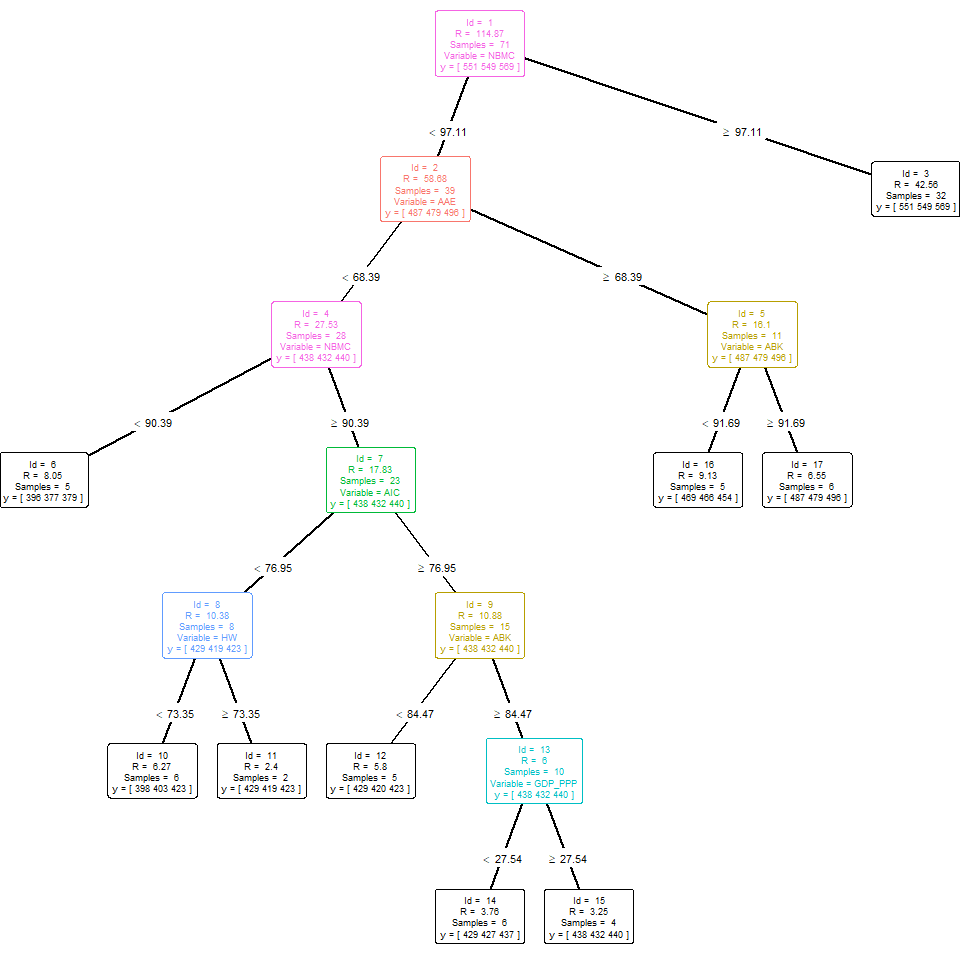 Id = 1
R = 114.87
Samples = 71
Variable = NBMC
y = [ 551 549 569 ]
< 97.11
≥ 97.11
Id = 2
R = 58.68
Samples = 39
Variable = AAE
y = [ 487 479 496 ]
Id = 3
R = 42.56
Samples = 32
y = [ 551 549 569 ]
< 68.39
≥ 68.39
Id = 4
R = 27.53
Samples = 28
Variable = NBMC
y = [ 438 432 440 ]
Id = 5
R = 16.1
Samples = 11
Variable = ABK
y = [ 487 479 496 ]
< 90.39
≥ 90.39
< 91.69
≥ 91.69
Id = 6
R = 8.05
Samples = 5
y = [ 396 377 379 ]
Id = 7
R = 17.83
Samples = 23
Variable = AIC
y = [ 438 432 440 ]
Id = 16
R = 9.13
Samples = 5
y = [ 469 466 454 ]
Id = 17
R = 6.55
Samples = 6
y = [ 487 479 496 ]
< 76.95
≥ 76.95
Id = 8
R = 10.38
Samples = 8
Variable = HW
y = [ 429 419 423 ]
Id = 9
R = 10.88
Samples = 15
Variable = ABK
y = [ 438 432 440 ]
< 73.35
≥ 73.35
< 84.47
≥ 84.47
Id = 10
R = 6.27
Samples = 6
y = [ 398 403 423 ]
Id = 11
R = 2.4
Samples = 2
y = [ 429 419 423 ]
Id = 12
R = 5.8
Samples = 5
y = [ 429 420 423 ]
Id = 13
R = 6
Samples = 10
Variable = GDP_PPP
y = [ 438 432 440 ]
< 27.54
≥ 27.54
Id = 14
R = 3.76
Samples = 6
y = [ 429 427 437 ]
Id = 15
R = 3.25
Samples = 4
y = [ 438 432 440 ]